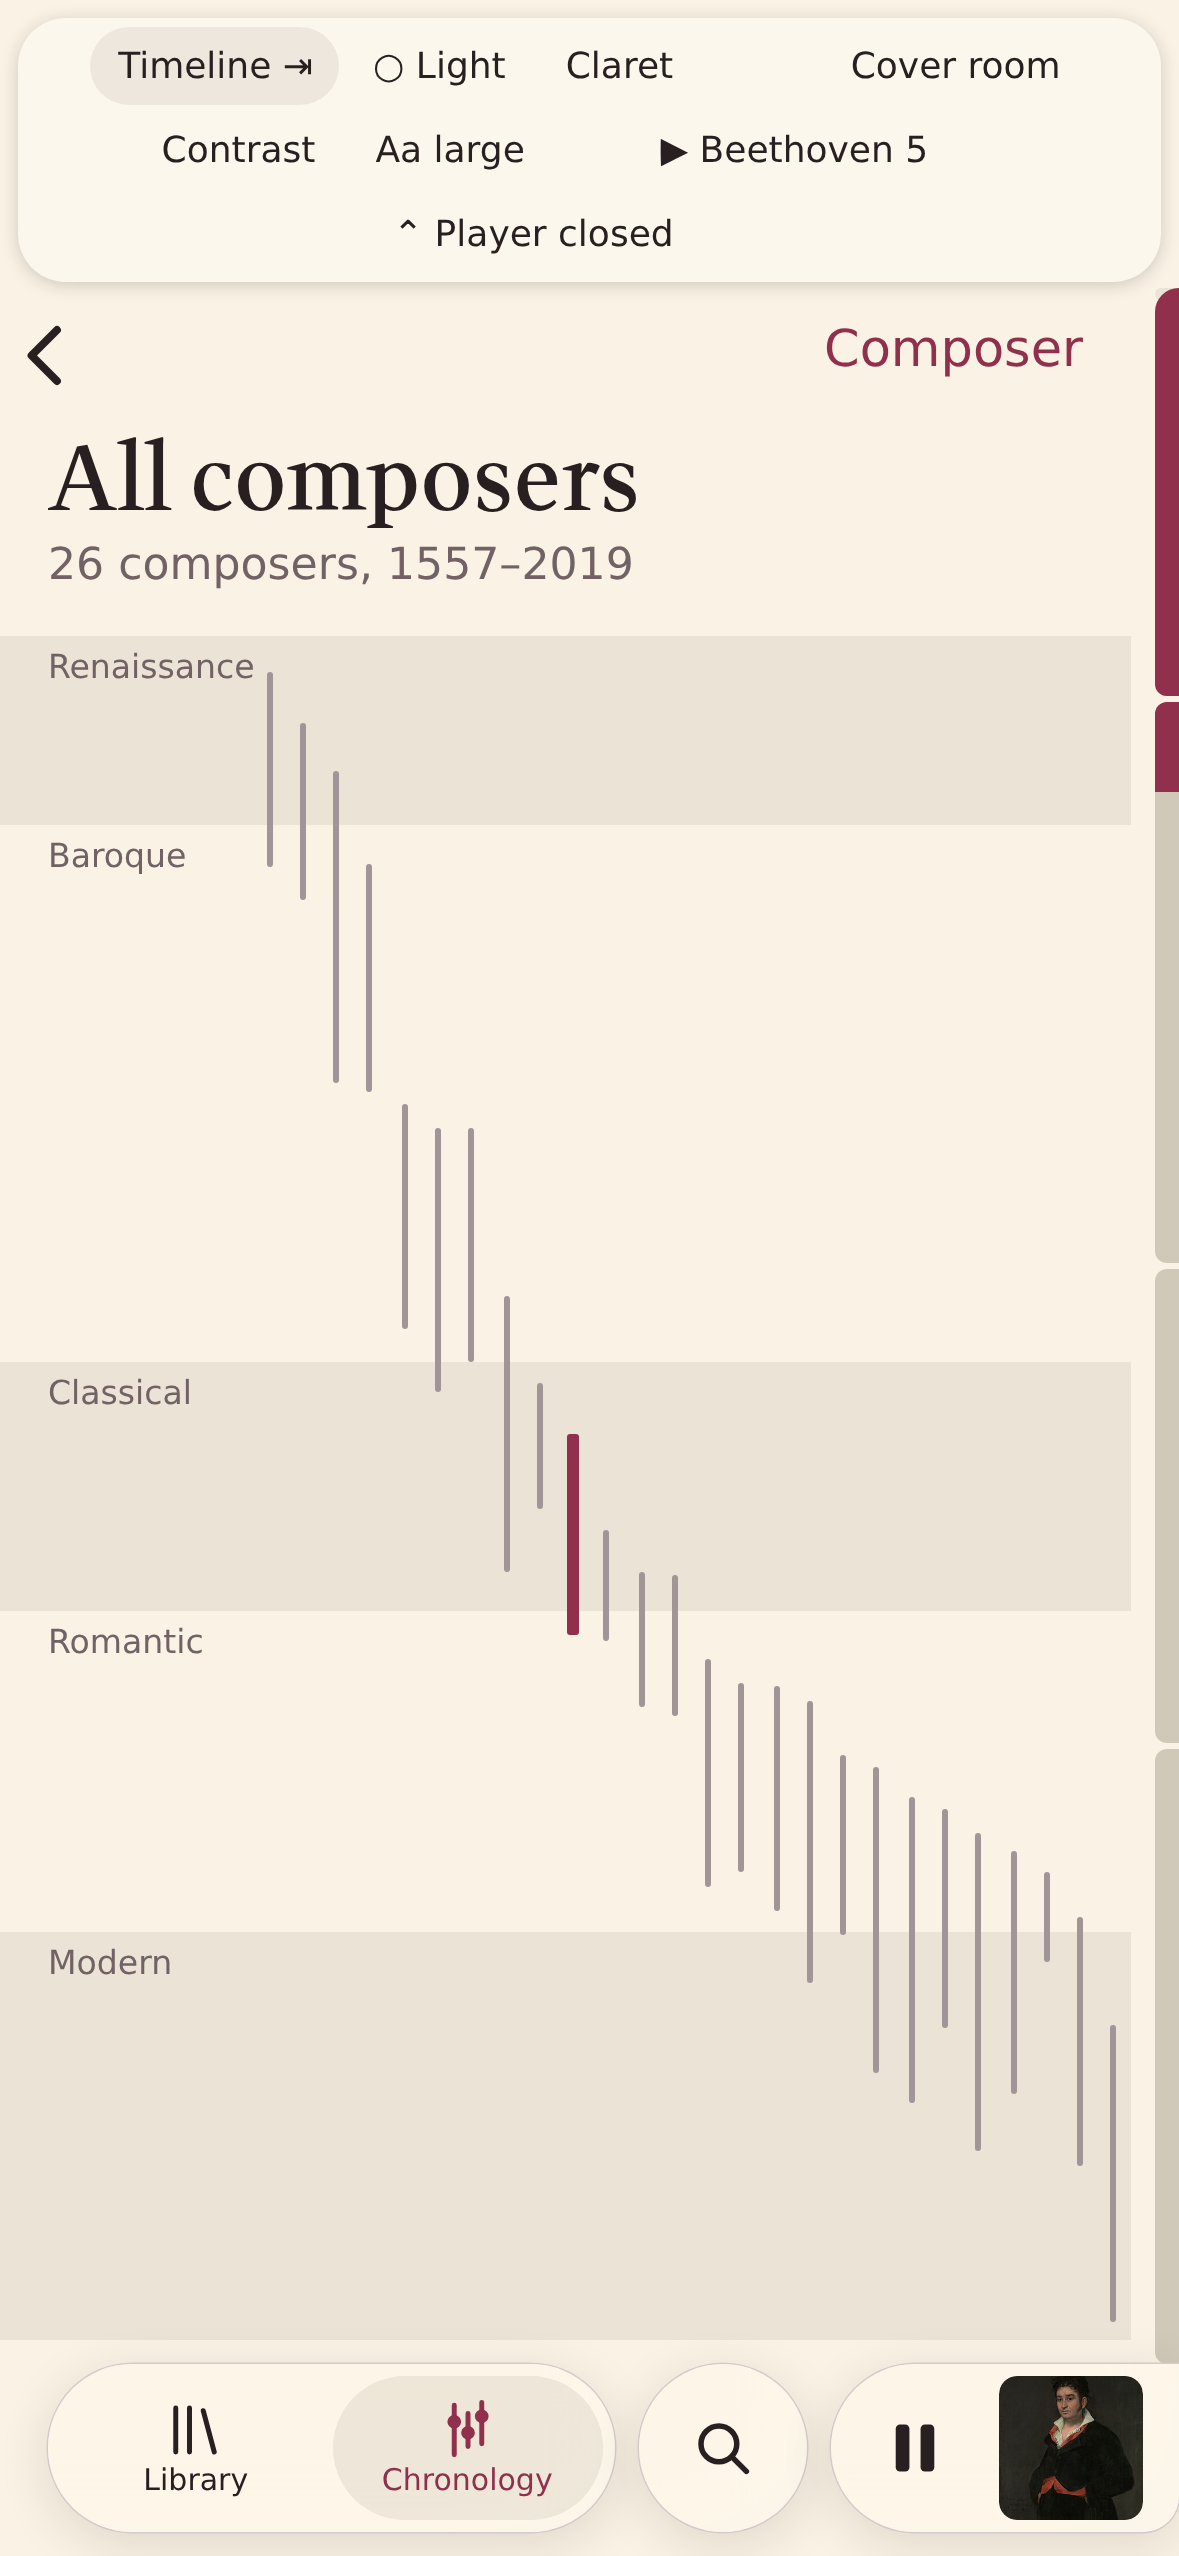 Timeline ⇥ ○ Light Claret Cover room
Contrast Aa large ▶ Beethoven 5
⌃ Player closed
Composer
All composers
26 composers, 1557–2019
Renaissance
Baroque
Classical
Romantic
Modern
Library Chronology